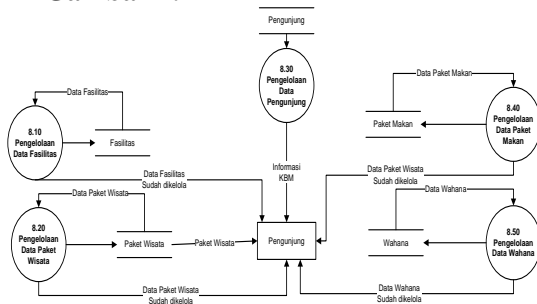 Pengunjung
8.30
Pengelolaan
Data
Pengunjung
Data Fasilitas
8.10
Pengelolaan
Data Fasilitas
Fasilitas
Data Paket Makan
8.40
Pengelolaan
Data Paket
Makan
Paket Makan
Informasi
KBM
Data Fasilitas
Sudah dikelola
Data Paket Wisata
Sudah dikelola
Data Paket Wisata
8.20
Pengelolaan
Data Paket
Wisata
Paket Wisata
Paket Wisata
Pengunjung
Data Wahana
8.50
Pengelolaan
Data Wahana
Wahana
Data Paket Wisata
Sudah dikelola
Data Wahana
Sudah dikelola